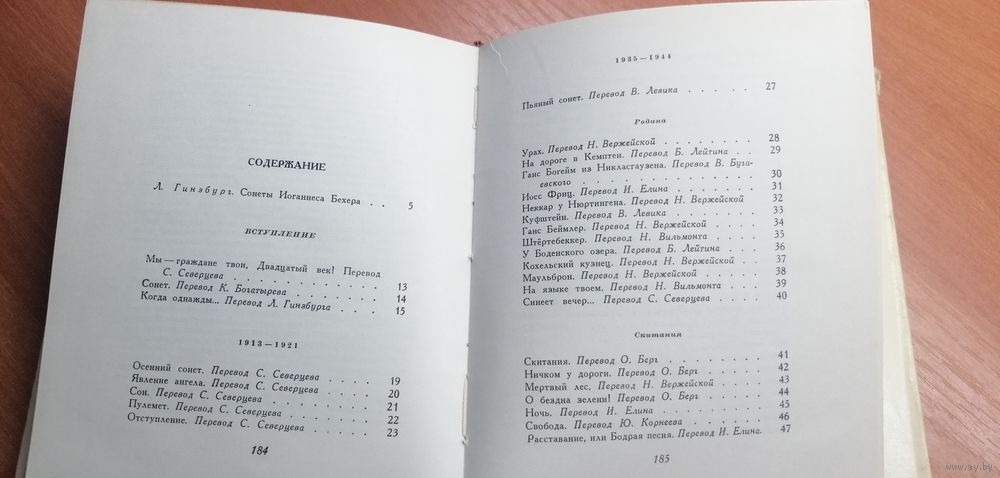 СОДЕРЖАНИЕ
Л. Гинзбург. Сонеты Иоганнеса Бехера . . 5
ВСТУПЛЕНИЕ
Мы — граждане твои, Двадцатый век! Перевод
С. Северцева . . . . . . . . . 13
Сонет. Перевод К. Богатырева . . . . . 14
Когда однажды... Перевод Л. Гинзбурга . . . 15
1913—1921
Осенний сонет. Перевод С. Северцева . . . . 19
Явление ангела. Перевод С. Северцева . . . . 20
Сон. Перевод С. Северцева . . . . . . 21
Пулемет. Перевод С. Северцева . . . . . 22
Отступление. Перевод С. Северцева . . . . 23
184
1935—1944
Пьяный сонет. Перевод В. Левика . . . . . 27
Родина
Урах. Перевод Н. Вержейской . . . . . . 28
На дороге в Кемптен. Перевод Б. Лейтина . . 29
Ганс Богейм из Никласгаузена. Перевод В. Буга-
евского . . . . . . . . . . 30
Иосс Фриц. Перевод И. Елина . . . . . . 31
Неккар у Нюртингена. Перевод Н. Вержейской 32
Куфштейн. Перевод В. Левика . . . . . . 33
Ганс Беймлер. Перевод Н. Вержейской . . . . 34
Штёртебеккер. Перевод Н. Вильмонта . . . . 35
У Боденского озера. Перевод Б. Лейтина . . . 36
Кохельский кузнец. Перевод Н. Вержейской . . 37
Маульбронн. Перевод Н. Вержейской . . . . 38
На языке твоем. Перевод Н. Вильмонта . . . 39
Синеет вечер... Перевод С. Северцева . . . . 40
Скитания
Скитания. Перевод О. Берг . . . . . . . 41
Ничком у дороги. Перевод О. Берг . . . . . 42
Мертвый лес. Перевод Н. Вержейской . . . . 43
О бездна зелени! Перевод О. Берг . . . . . 44
Ночь. Перевод И. Елина . . . . . . . 45
Свобода. Перевод Ю. Корнеева . . . . . . 46
Расставание, или Бодрая песня. Перевод И. Елина. 47
185
www.ay.by